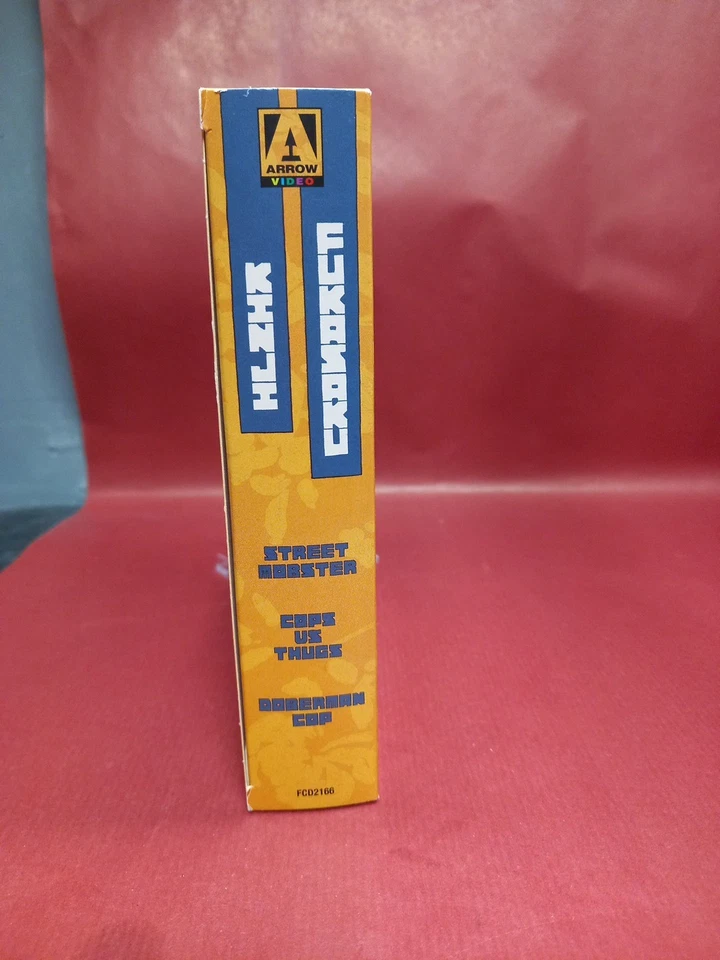 ARROW
VIDEO
KINJI
FUKASAKU
STREET
MOBSTER
COPS
VS
THUGS
DOBERMAN
COP
FCD2166